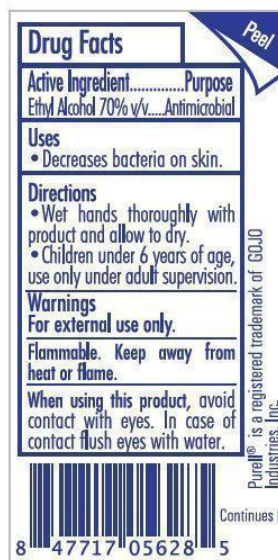 Peel
Drug Facts
Active Ingredient..............Purpose
Ethyl Alcohol 70% v/v.....Antimicrobial
Uses
• Decreases bacteria on skin.
Directions
• Wet hands thoroughly with
product and allow to dry.
• Children under 6 years of age,
use only under adult supervision.
Warnings
For external use only.
Flammable. Keep away from
heat or flame.
When using this product, avoid
contact with eyes. In case of
contact flush eyes with water.
Purell® is a registered trademark of GOJO
Industries, Inc.
8 47717 05628 5
Continues